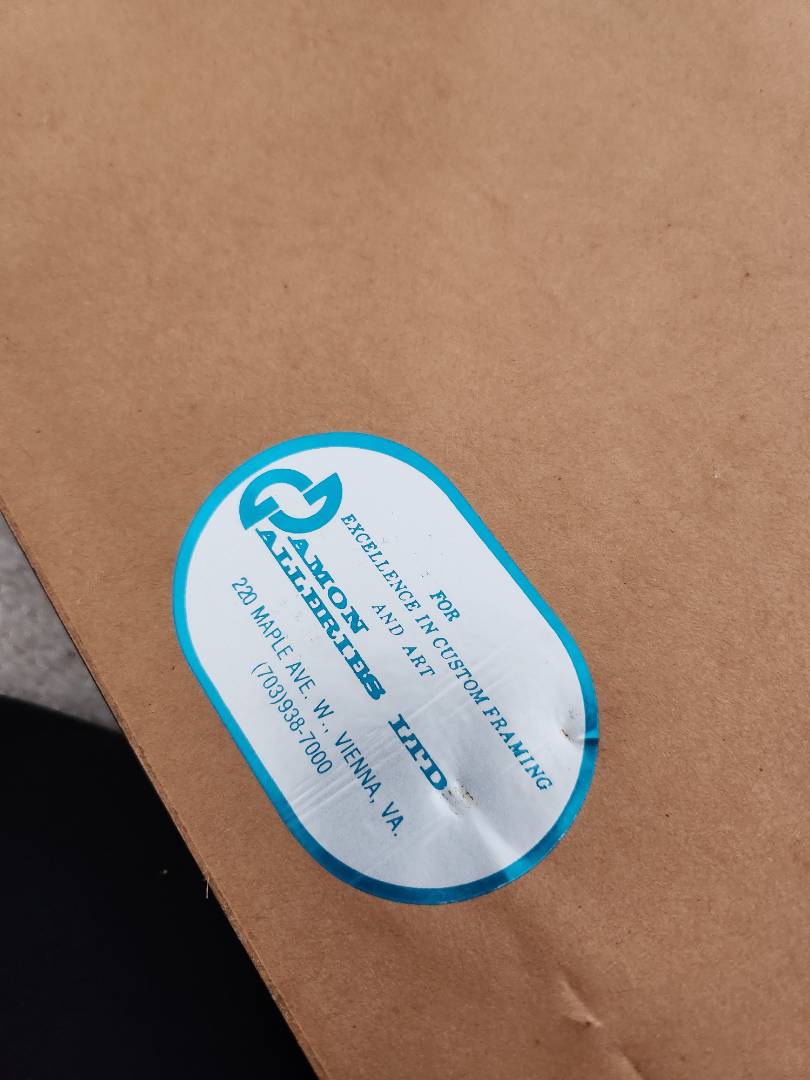 FOR
EXCELLENCE IN CUSTOM FRAMING
AND ART
DAMON
GALLERIES LTD.
220 MAPLE AVE. W., VIENNA, VA.
(703)938-7000